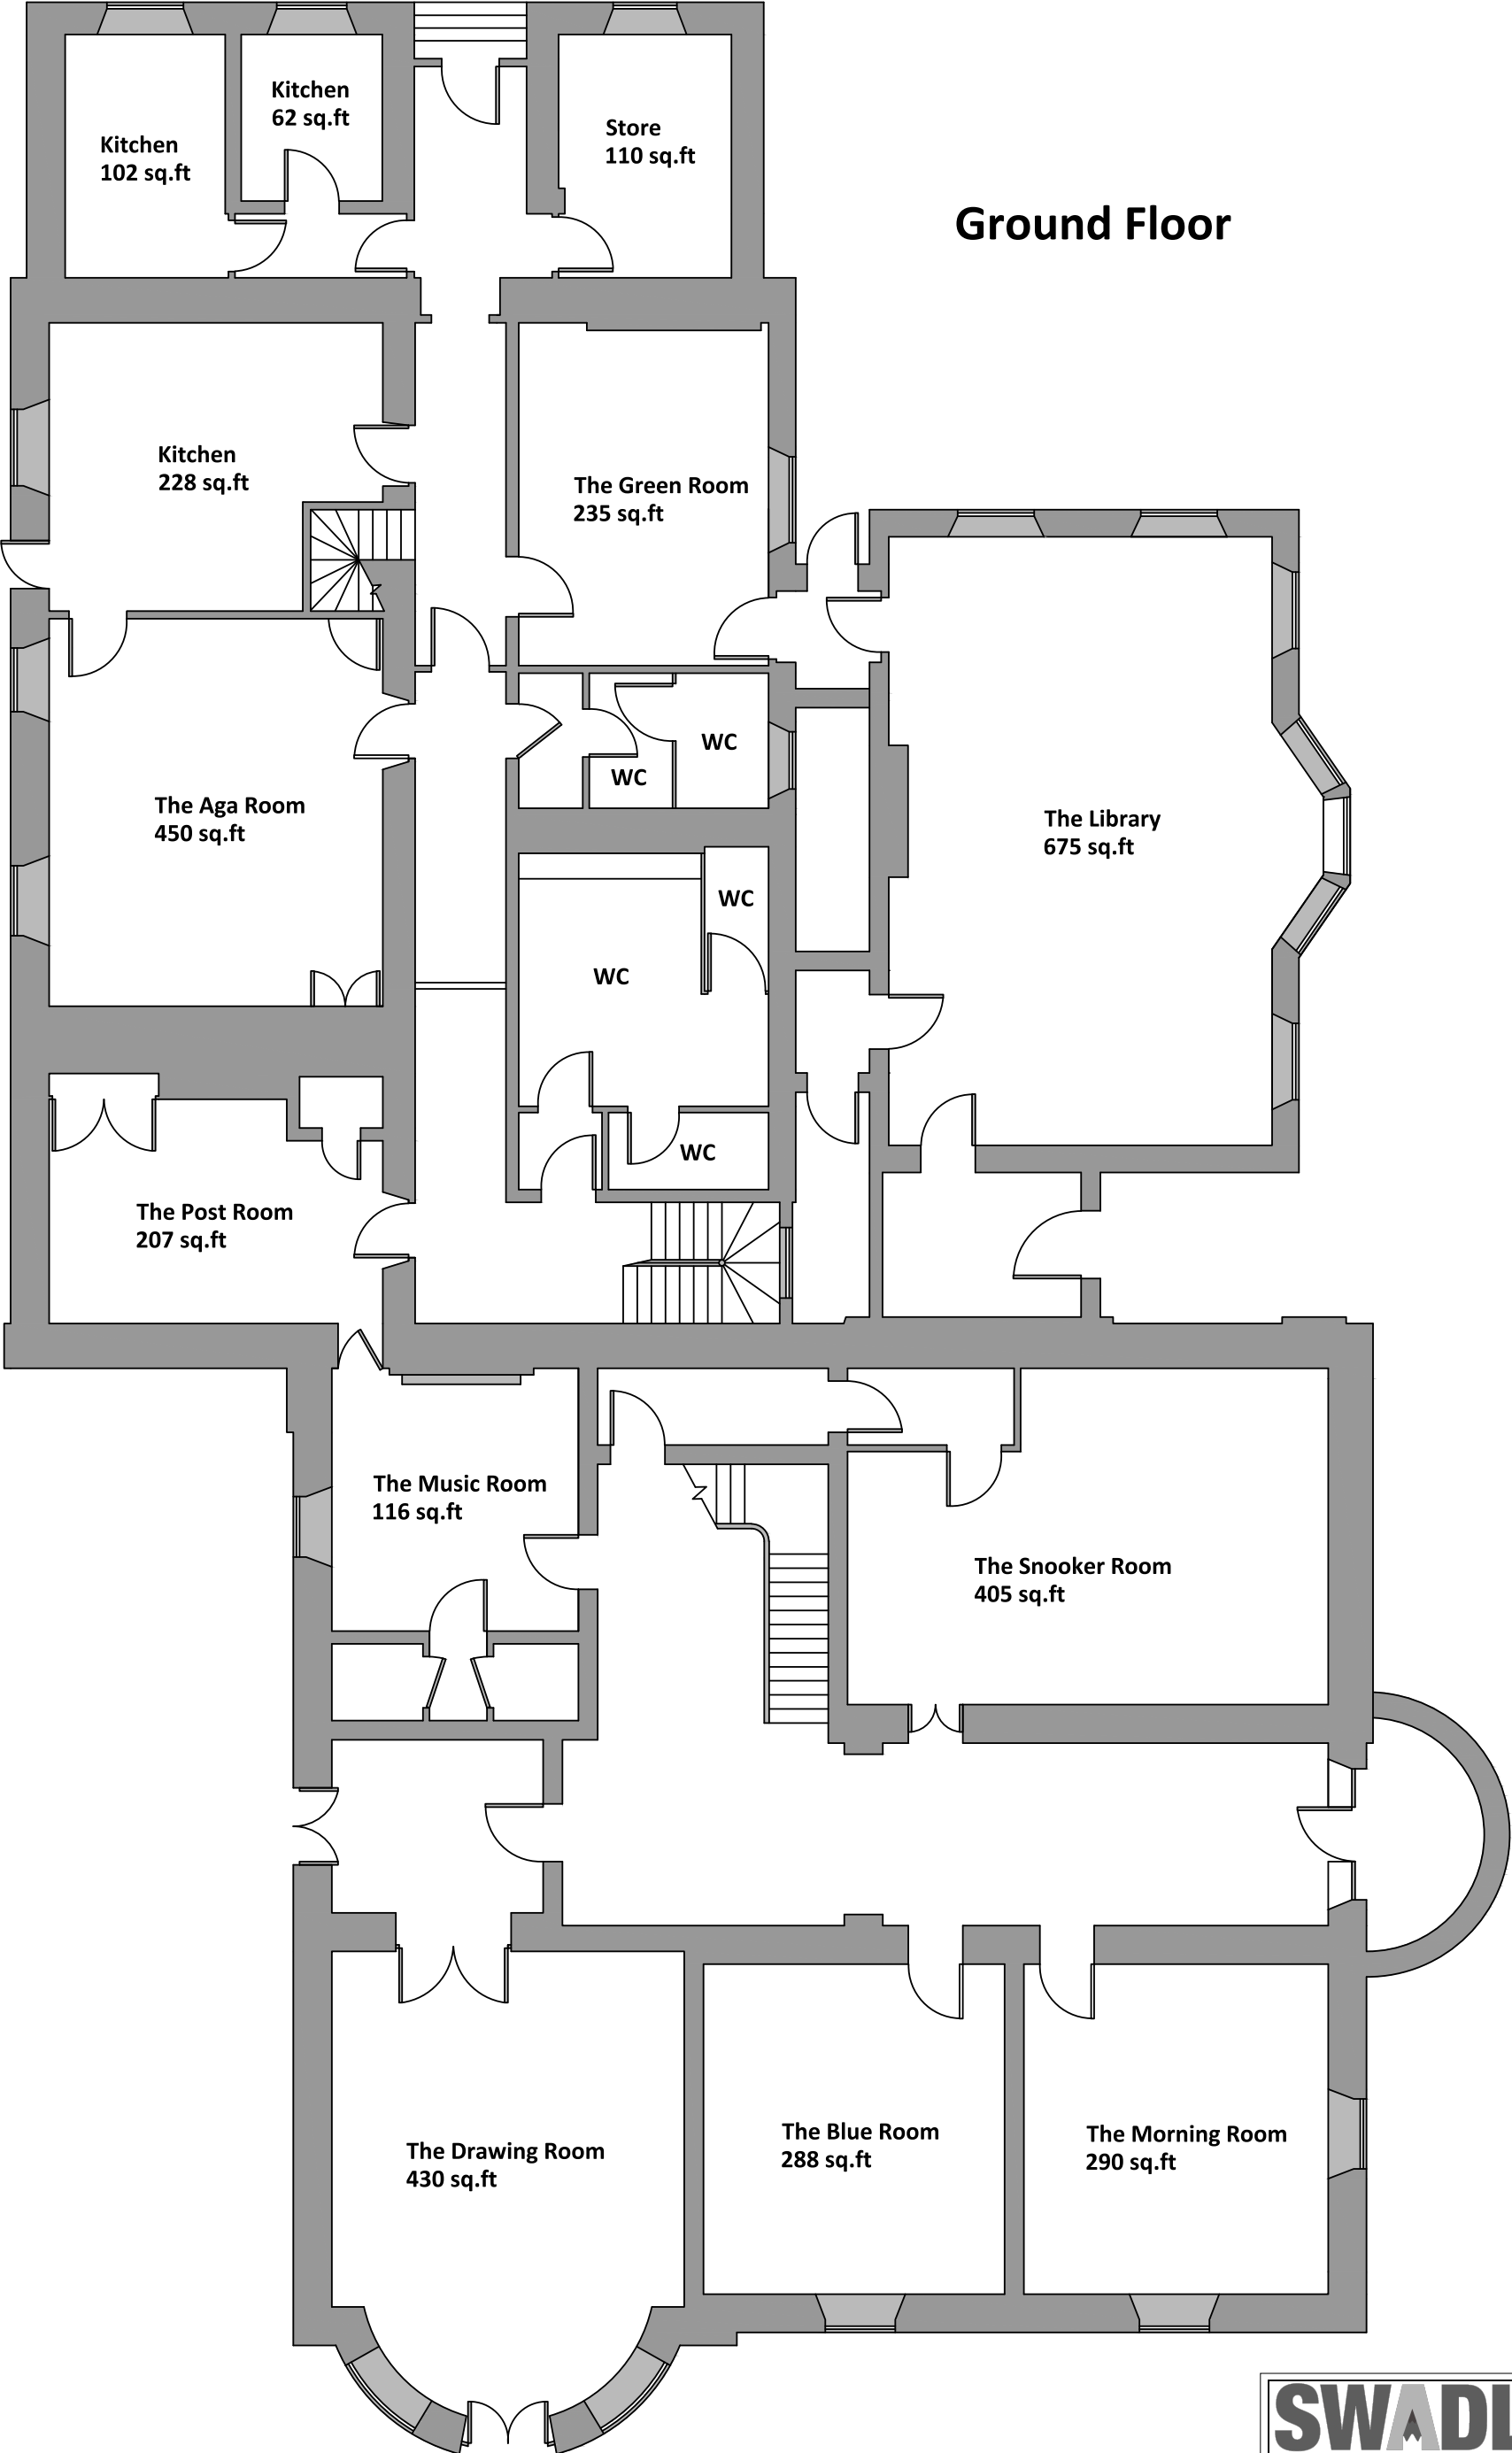 Kitchen
62 sq.ft
Kitchen
102 sq.ft
Store
110 sq.ft
Ground Floor
Kitchen
228 sq.ft
The Green Room
235 sq.ft
WC
WC
The Aga Room
450 sq.ft
The Library
675 sq.ft
WC
WC
WC
The Post Room
207 sq.ft
The Music Room
116 sq.ft
The Snooker Room
405 sq.ft
The Drawing Room
430 sq.ft
The Blue Room
288 sq.ft
The Morning Room
290 sq.ft
SWADL